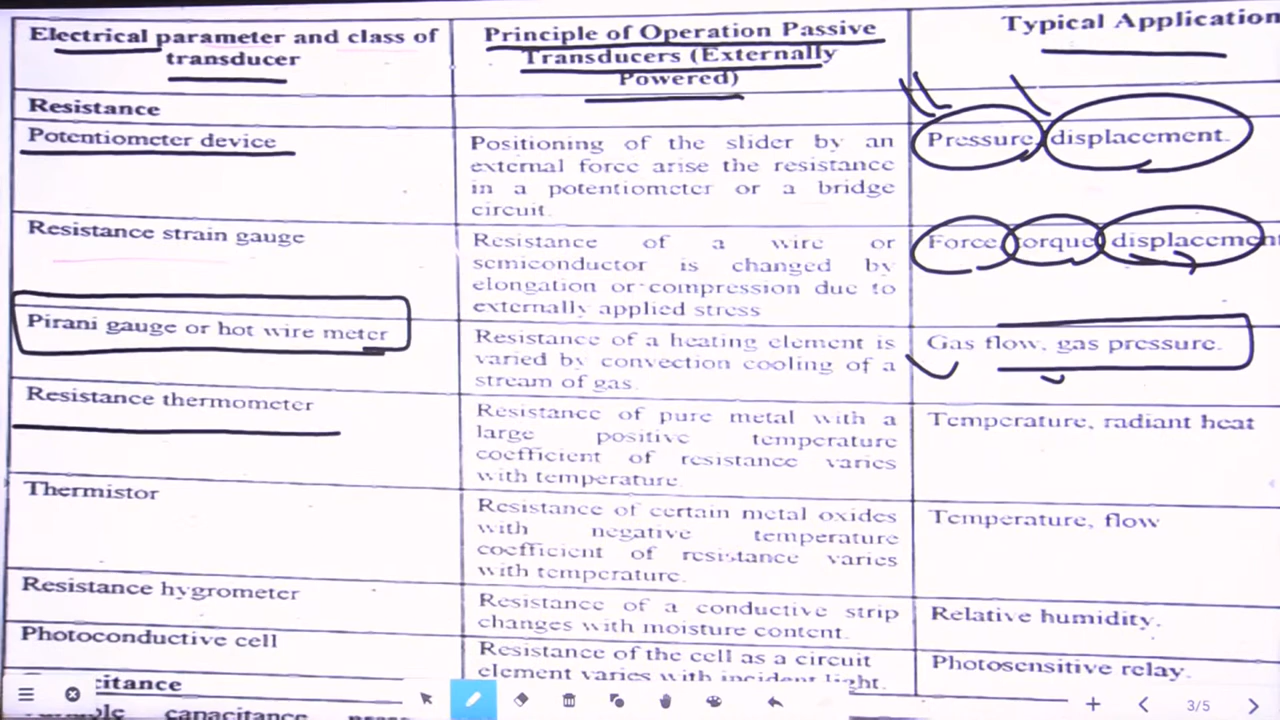 Electrical parameter and class of
transducer
Principle of Operation Passive
Transducers (Externally
Powered)
Typical Application
Resistance
Potentiometer device
Positioning of the slider by an
external force arise the resistance
in a potentiometer or a bridge
circuit.
Pressure, displacement.
Resistance strain gauge
Resistance of a wire or
semiconductor is changed by
elongation or compression due to
externally applied stress
Force, torque, displacement
Pirani gauge or hot wire meter
Resistance of a heating element is
varied by convection cooling of a
stream of gas.
Gas flow, gas pressure.
Resistance thermometer
Resistance of pure metal with a
large positive temperature
coefficient of resistance varies
with temperature.
Temperature, radiant heat
Thermistor
Resistance of certain metal oxides
with negative temperature
coefficient of resistance varies
with temperature.
Temperature, flow
Resistance hygrometer
Resistance of a conductive strip
changes with moisture content.
Relative humidity.
Photoconductive cell
Resistance of the cell as a circuit
element varies with incident light.
Photosensitive relay.
citance
capacitance
3/5